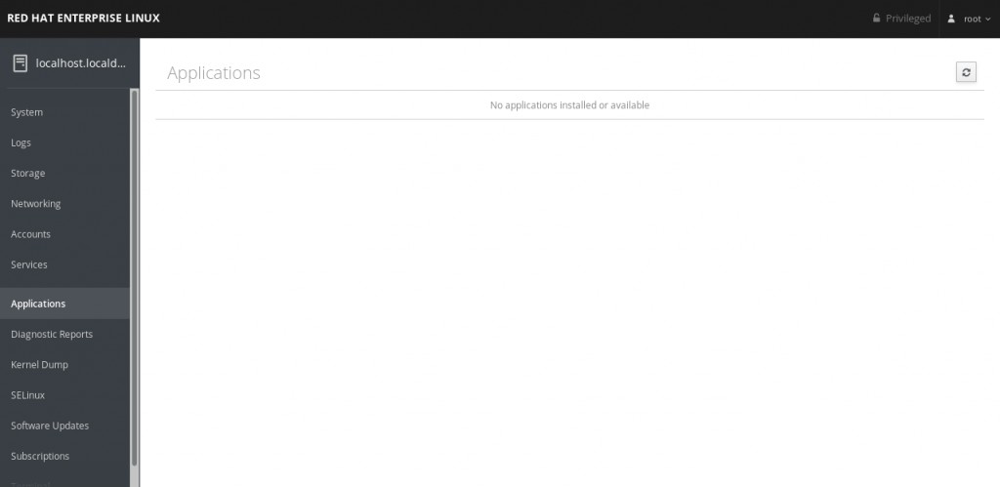 RED HAT ENTERPRISE LINUX
Privileged
root
localhost.locald...
Applications
No applications installed or available
System
Logs
Storage
Networking
Accounts
Services
Applications
Diagnostic Reports
Kernel Dump
SELinux
Software Updates
Subscriptions